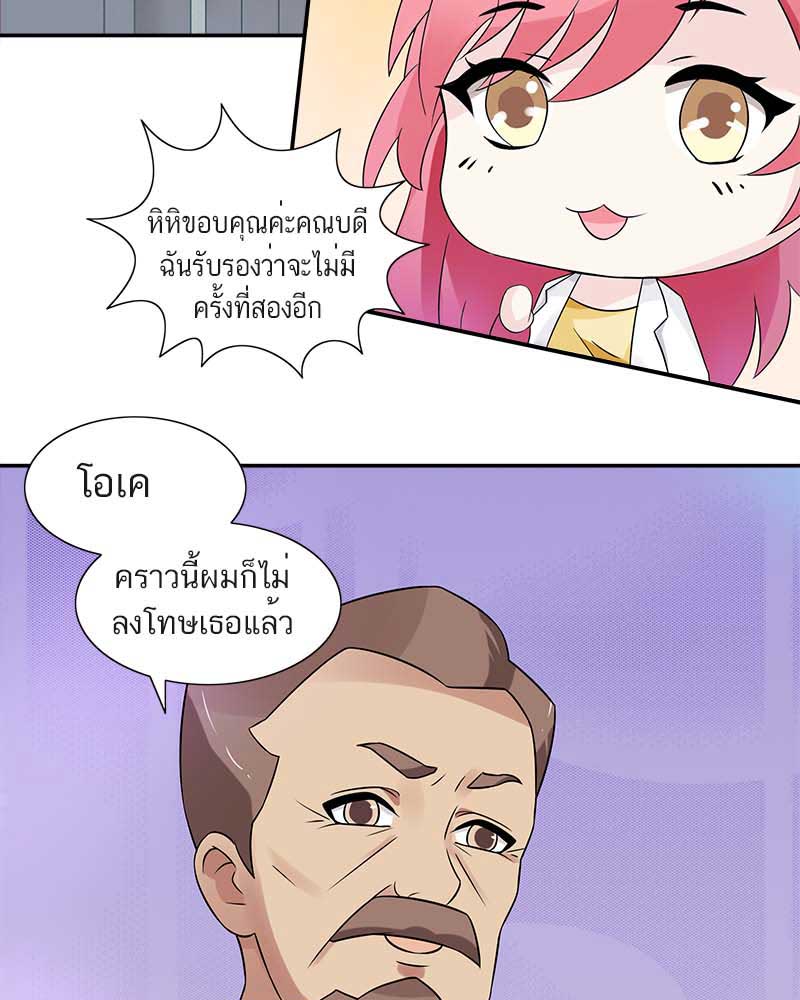 หิหิขอบคุณค่ะคณบดี
ฉันรับรองว่าจะไม่มี
ครั้งที่สองอีก
โอเค
คราวนี้ผมก็ไม่
ลงโทษเธอแล้ว